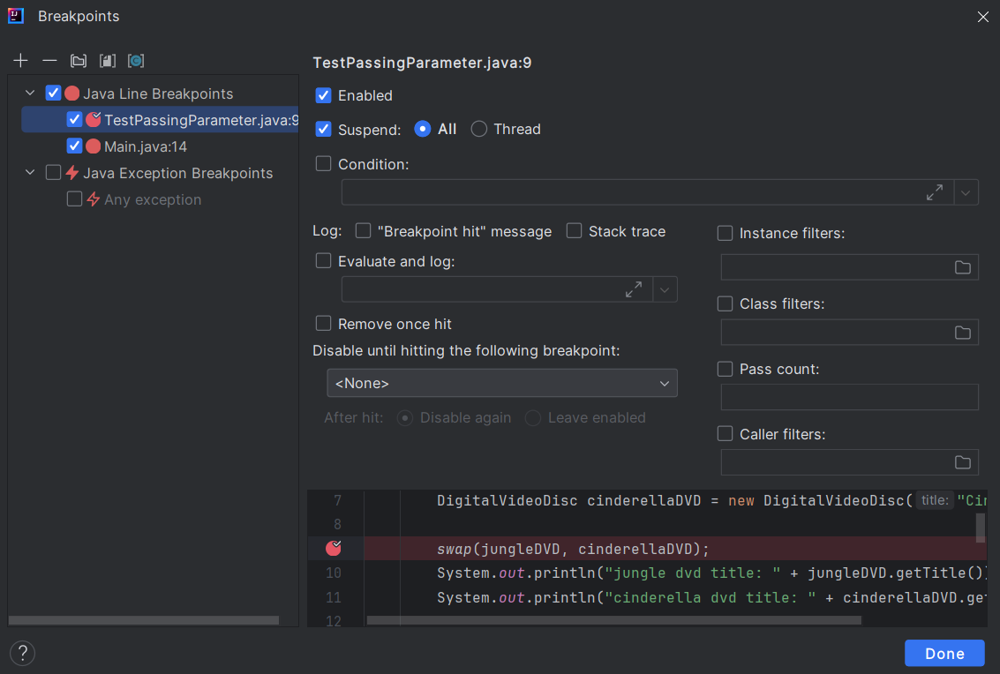 Breakpoints
TestPassingParameter.java:9
Java Line Breakpoints
TestPassingParameter.java:9
Main.java:14
Java Exception Breakpoints
Any exception
Enabled
Suspend: All Thread
Condition:
Log: "Breakpoint hit" message Stack trace
Evaluate and log:
Remove once hit
Disable until hitting the following breakpoint:
<None>
After hit: Disable again Leave enabled
Instance filters:
Class filters:
Pass count:
Caller filters:
7 DigitalVideoDisc cinderellaDVD = new DigitalVideoDisc( title: "Cin
8
swap(jungleDVD, cinderellaDVD);
10 System.out.println("jungle dvd title: " + jungleDVD.getTitle())
11 System.out.println("cinderella dvd title: " + cinderellaDVD.get
12
?
Done